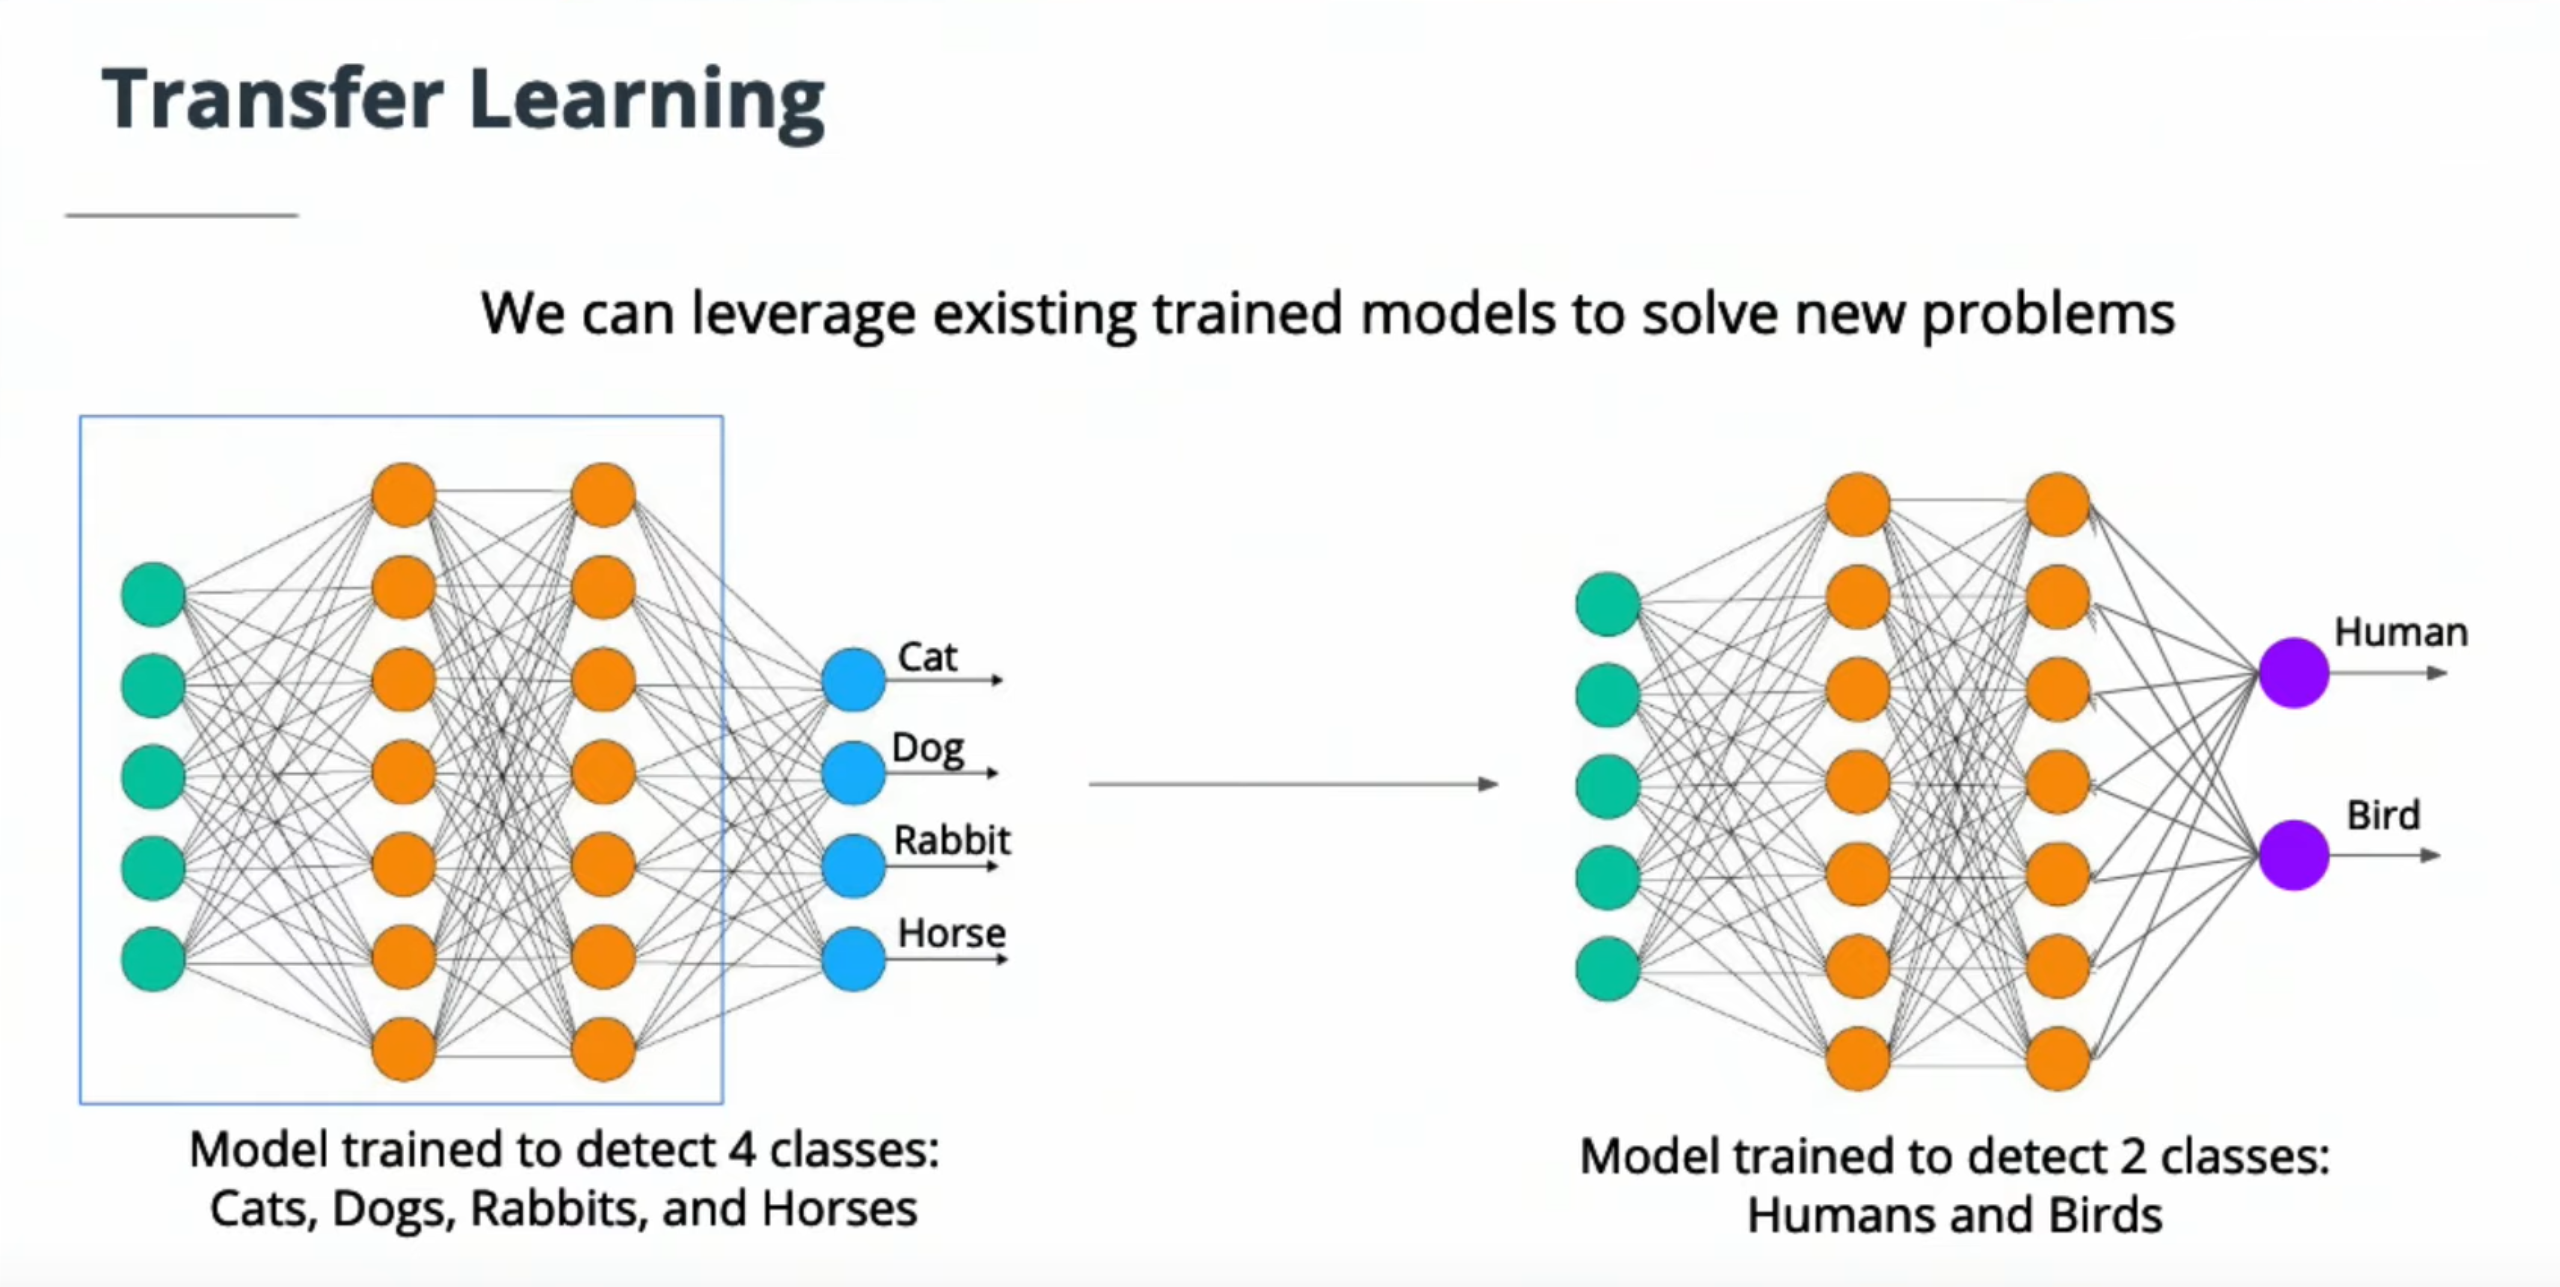 Transfer Learning
We can leverage existing trained models to solve new problems
Cat
Dog
Rabbit
Horse
Model trained to detect 4 classes:
Cats, Dogs, Rabbits, and Horses
Human
Bird
Model trained to detect 2 classes:
Humans and Birds